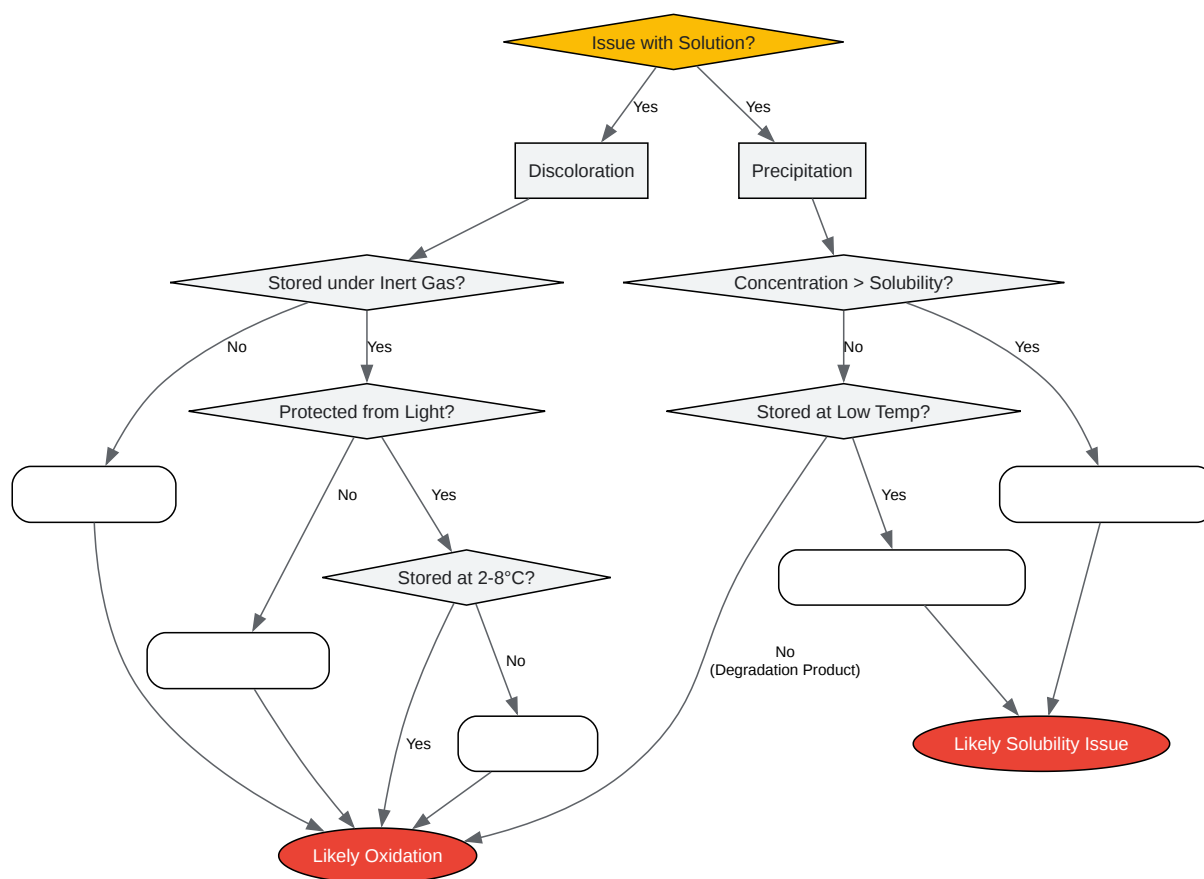 Issue with Solution?
Yes
Yes
Discoloration
Precipitation
Stored under Inert Gas?
Concentration > Solubility?
No
Yes
No
Yes
Protected from Light?
Stored at Low Temp?
No
Yes
Yes
Stored at 2-8°C?
No
(Degradation Product)
No
Yes
Likely Solubility Issue
Likely Oxidation